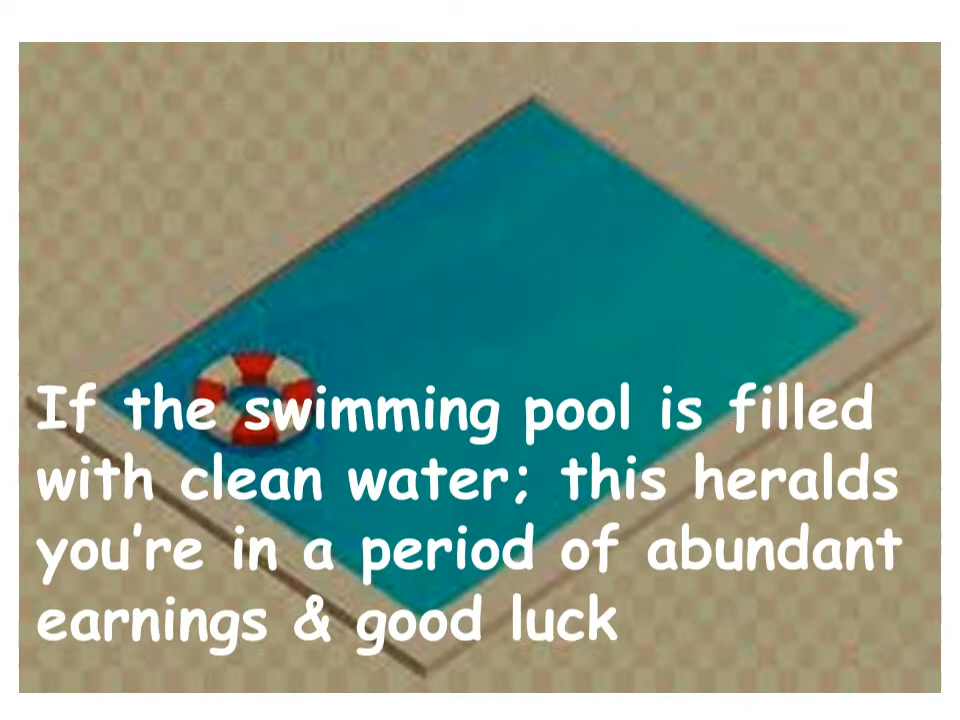 If the swimming pool is filled
with clean water; this heralds
you're in a period of abundant
earnings & good luck